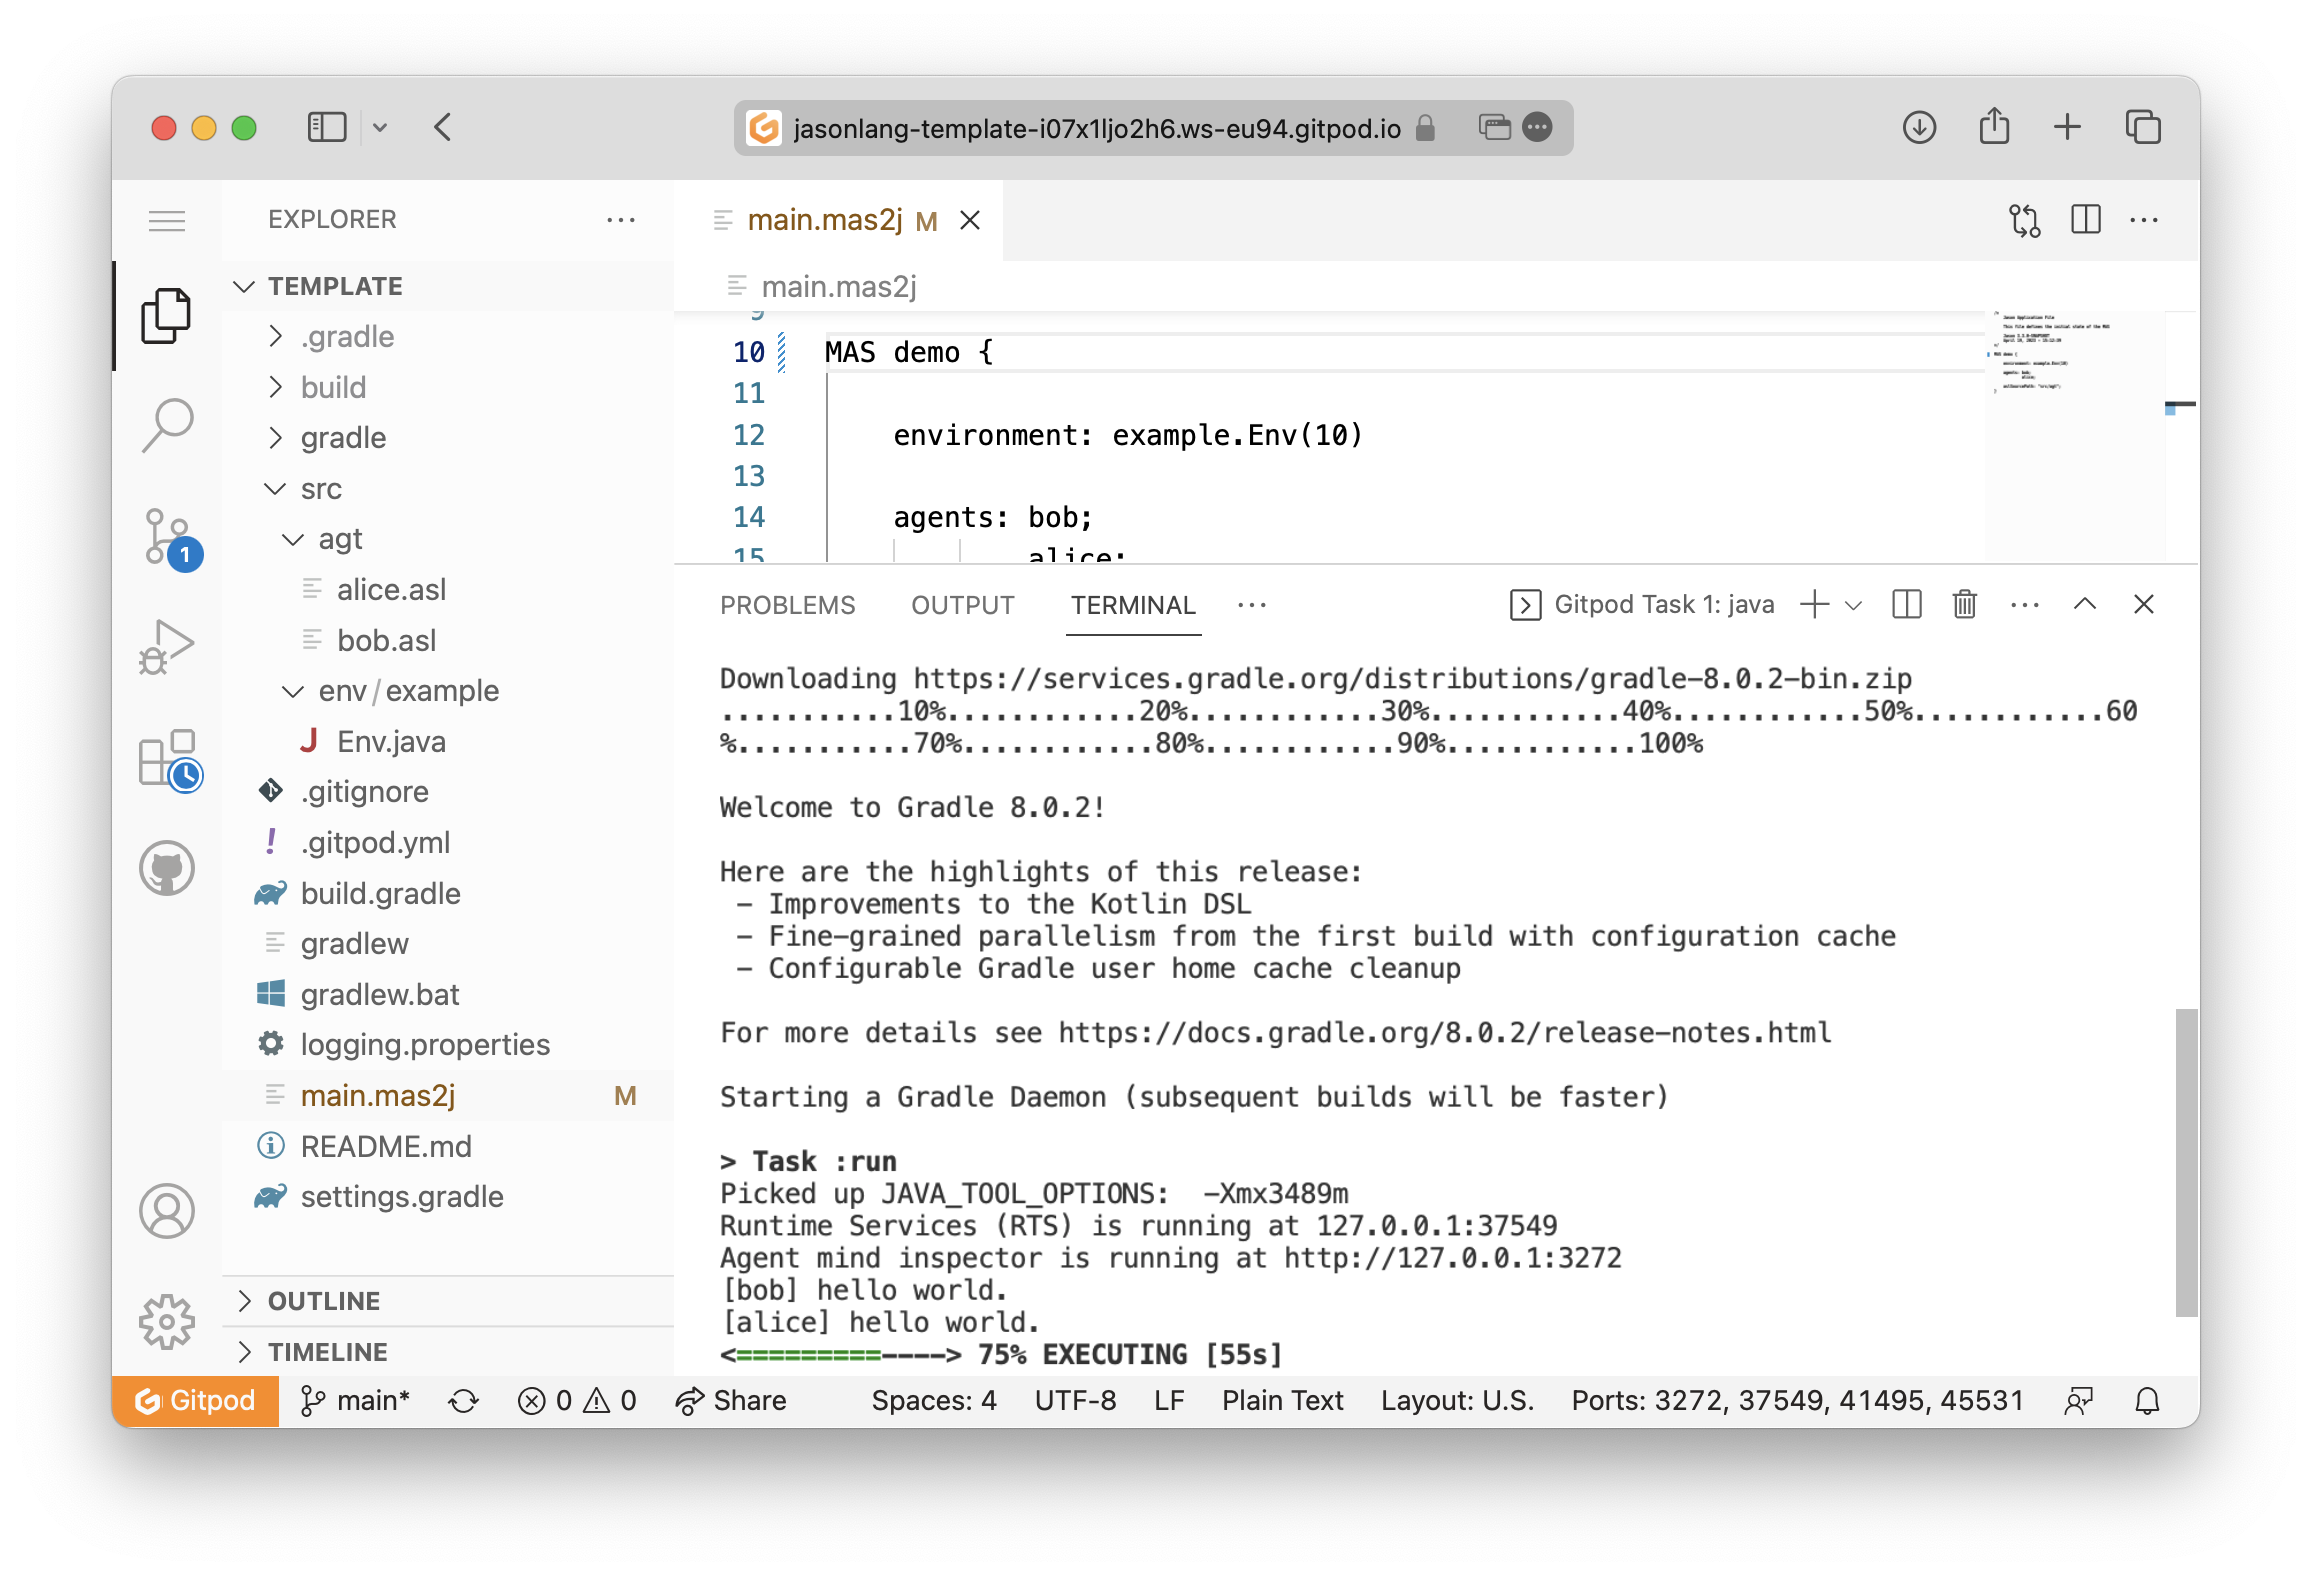 jasonlang-template-i07x1ljo2h6.ws-eu94.gitpod.io
EXPLORER
TEMPLATE
.gradle
build
gradle
src
agt
alice.asl
bob.asl
env/example
J Env.java
.gitignore
! .gitpod.yml
build.gradle
gradlew
gradlew.bat
logging.properties
main.mas2j M
README.md
settings.gradle
OUTLINE
TIMELINE
1
main.mas2j M
main.mas2j
9
10 MAS demo {
11
12 environment: example.Env(10)
13
14 agents: bob;
15 alice;
PROBLEMS OUTPUT TERMINAL
Gitpod Task 1: java
Downloading https://services.gradle.org/distributions/gradle-8.0.2-bin.zip
...........10%............20%............30%............40%............50%............60
%...........70%............80%............90%............100%
Welcome to Gradle 8.0.2!
Here are the highlights of this release:
- Improvements to the Kotlin DSL
- Fine-grained parallelism from the first build with configuration cache
- Configurable Gradle user home cache cleanup
For more details see https://docs.gradle.org/8.0.2/release-notes.html
Starting a Gradle Daemon (subsequent builds will be faster)
> Task :run
Picked up JAVA_TOOL_OPTIONS:  -Xmx3489m
Runtime Services (RTS) is running at 127.0.0.1:37549
Agent mind inspector is running at http://127.0.0.1:3272
[bob] hello world.
[alice] hello world.
<=========----> 75% EXECUTING [55s]
Gitpod main* 0 0 Share Spaces: 4 UTF-8 LF Plain Text Layout: U.S. Ports: 3272, 37549, 41495, 45531